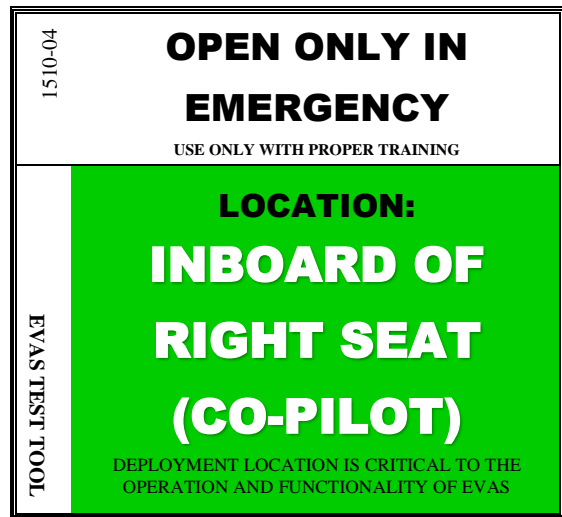 1510-04
OPEN ONLY IN
EMERGENCY
USE ONLY WITH PROPER TRAINING
EVAS TEST TOOL
LOCATION:
INBOARD OF
RIGHT SEAT
(CO-PILOT)
DEPLOYMENT LOCATION IS CRITICAL TO THE
OPERATION AND FUNCTIONALITY OF EVAS